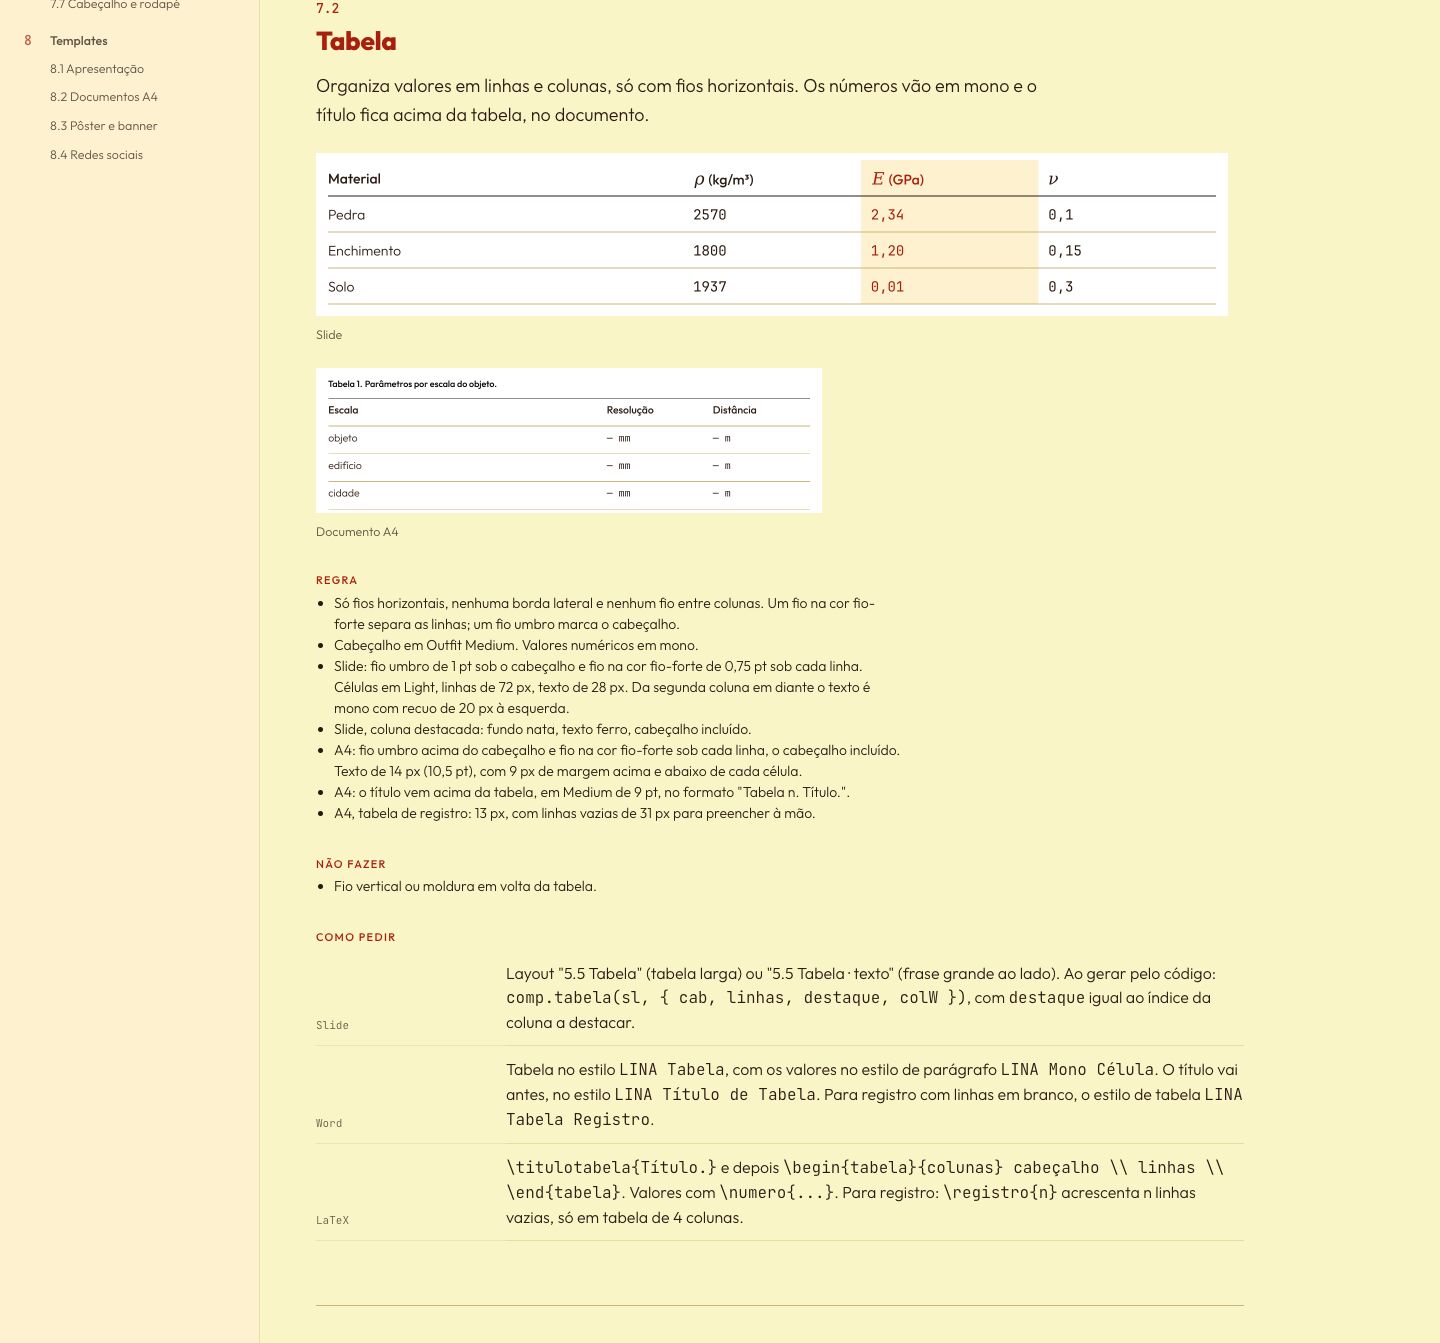 7.7 Cabeçalho e rodapé
8 Templates
8.1 Apresentação
8.2 Documentos A4
8.3 Pôster e banner
8.4 Redes sociais
7.2
Tabela
Organiza valores em linhas e colunas, só com fios horizontais. Os números vão em mono e o
título fica acima da tabela, no documento.
Material ρ (kg/m³) E (GPa) ν
Pedra 2570 2,34 0,1
Enchimento 1800 1,20 0,15
Solo 1937 0,01 0,3
Slide
Tabela 1. Parâmetros por escala do objeto.
Escala Resolução Distância
objeto – mm – m
edifício – mm – m
cidade – mm – m
Documento A4
REGRA
• Só fios horizontais, nenhuma borda lateral e nenhum fio entre colunas. Um fio na cor fio-
forte separa as linhas; um fio umbro marca o cabeçalho.
• Cabeçalho em Outfit Medium. Valores numéricos em mono.
• Slide: fio umbro de 1 pt sob o cabeçalho e fio na cor fio-forte de 0,75 pt sob cada linha.
Células em Light, linhas de 72 px, texto de 28 px. Da segunda coluna em diante o texto é
mono com recuo de 20 px à esquerda.
• Slide, coluna destacada: fundo nata, texto ferro, cabeçalho incluído.
• A4: fio umbro acima do cabeçalho e fio na cor fio-forte sob cada linha, o cabeçalho incluído.
Texto de 14 px (10,5 pt), com 9 px de margem acima e abaixo de cada célula.
• A4: o título vem acima da tabela, em Medium de 9 pt, no formato "Tabela n. Título.".
• A4, tabela de registro: 13 px, com linhas vazias de 31 px para preencher à mão.
NÃO FAZER
• Fio vertical ou moldura em volta da tabela.
COMO PEDIR
Layout "5.5 Tabela" (tabela larga) ou "5.5 Tabela · texto" (frase grande ao lado). Ao gerar pelo código:
comp.tabela(sl, { cab, linhas, destaque, colW }), com destaque igual ao índice da
coluna a destacar.
Slide
Tabela no estilo LINA Tabela, com os valores no estilo de parágrafo LINA Mono Célula. O título vai
antes, no estilo LINA Título de Tabela. Para registro com linhas em branco, o estilo de tabela LINA
Tabela Registro.
Word
\titulotabela{Título.} e depois \begin{tabela}{colunas} cabeçalho \\ linhas \\
\end{tabela}. Valores com \numero{...}. Para registro: \registro{n} acrescenta n linhas
vazias, só em tabela de 4 colunas.
LaTeX